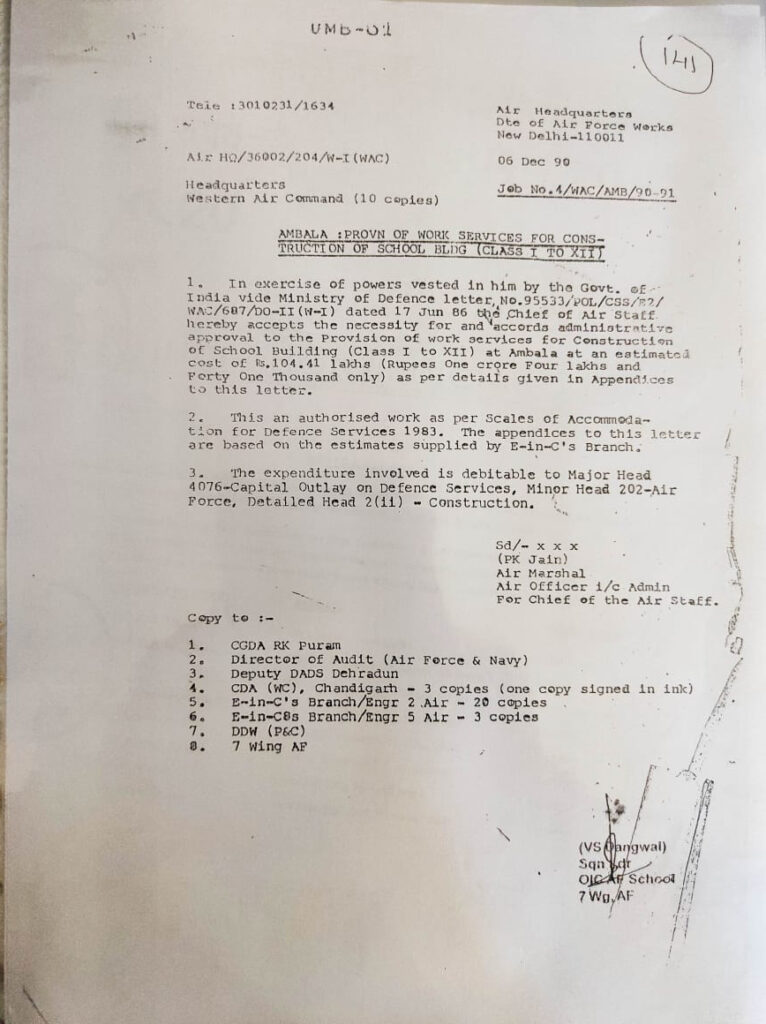 UMB-01
141
Tele :3010231/1634
Air Headquarters
Dte of Air Force Works
New Delhi-110011
Air HQ/36002/204/W-I(WAC)
06 Dec 90
Headquarters
Western Air Command (10 copies)
Job No.4/WAC/AMB/90-91
AMBALA :PROVN OF WORK SERVICES FOR CONS-
TRUCTION OF SCHOOL BLDG (CLASS I TO XII)
1. In exercise of powers vested in him by the Govt. of
India vide Ministry of Defence letter, No.95533/POL/CSS/E2/
WAC/687/DO-II(W-I) dated 17 Jun 86 the Chief of Air Staff
hereby accepts the necessity for and accords administrative
approval to the Provision of work services for Construction
of School Building (Class I to XII) at Ambala at an estimated
cost of Rs.104.41 lakhs (Rupees One crore Four lakhs and
Forty One Thousand only) as per details given in Appendices
to this letter.
2. This an authorised work as per Scales of Accommoda-
tion for Defence Services 1983. The appendices to this letter
are based on the estimates supplied by E-in-C's Branch.
3. The expenditure involved is debitable to Major Head
4076-Capital Outlay on Defence Services, Minor Head 202-Air
Force, Detailed Head 2(ii) - Construction.
Sd/- x x x
(PK Jain)
Air Marshal
Air Officer i/c Admin
For Chief of the Air Staff.
Copy to :-
1. CGDA RK Puram
2. Director of Audit (Air Force & Navy)
3. Deputy DADS Dehradun
4. CDA (WC), Chandigarh - 3 copies (one copy signed in ink)
5. E-in-C's Branch/Engr 2 Air - 20 copies
6. E-in-C8s Branch/Engr 5 Air - 3 copies
7. DDW (P&C)
8. 7 Wing AF
(VS Dangwal)
Sqn Ldr
OIC AF School
7 Wg, AF